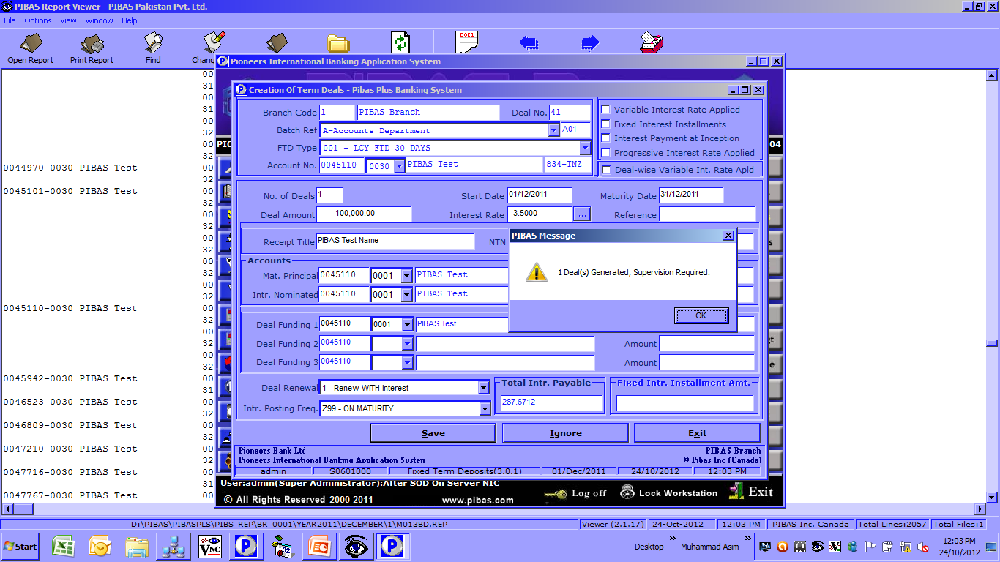 PIBAS Report Viewer - PIBAS Pakistan Pvt. Ltd.
File Options View Window Help
Open Report Print Report Find Chang
DOC1
Pioneers International Banking Application System
Creation Of Term Deals - Pibas Plus Banking System
Branch Code 1 PIBAS Branch Deal No. 41
Batch Ref A-Accounts Department A01
FTD Type 001 - LCY FTD 30 DAYS
Account No. 0045110 0030 PIBAS Test 834-TNZ
Variable Interest Rate Applied
Fixed Interest Installments
Interest Payment at Inception
Progressive Interest Rate Applied
Deal-wise Variable Int. Rate Apld
No. of Deals 1 Start Date 01/12/2011 Maturity Date 31/12/2011
Deal Amount 100,000.00 Interest Rate 3.5000 ... Reference
Receipt Title PIBAS Test Name NTN
Accounts
Mat. Principal 0045110 0001 PIBAS Test
Intr. Nominated 0045110 0001 PIBAS Test
PIBAS Message
1 Deal(s) Generated, Supervision Required.
OK
Deal Funding 1 0045110 0001 PIBAS Test
Deal Funding 2 0045110 Amount
Deal Funding 3 0045110 Amount
Deal Renewal 1 - Renew WITH Interest
Intr. Posting Freq. Z99 - ON MATURITY
Total Intr. Payable
287.6712
Fixed Intr. Installment Amt.
Save Ignore Exit
Pioneers Bank Ltd PIBAS Branch
Pioneers International Banking Application System © Pibas Inc (Canada)
admin S0601000 Fixed Term Deposits(3.0.1) 01/Dec/2011 24/10/2012 12:03 PM
User:admin(Super Administrator):After SOD On Server NIC
© All Rights Reserved 2000-2011 www.pibas.com Log off Lock Workstation Exit
0044970-0030 PIBAS Test
0045101-0030 PIBAS Test
0045110-0030 PIBAS Test
0045942-0030 PIBAS Test
0046523-0030 PIBAS Test
0046809-0030 PIBAS Test
0047210-0030 PIBAS Test
0047716-0030 PIBAS Test
0047767-0030 PIBAS Test
D:\PIBAS\PIBASPLS\PIBS_REP\BR_0001\YEAR2011\DECEMBER\1\M013BD.REP Viewer (2.1.17) 24-Oct-2012 12:03 PM PIBAS Inc. Canada Total Lines:2057 Total Files:1
Start Desktop Muhammad Asim 12:03 PM
24/10/2012